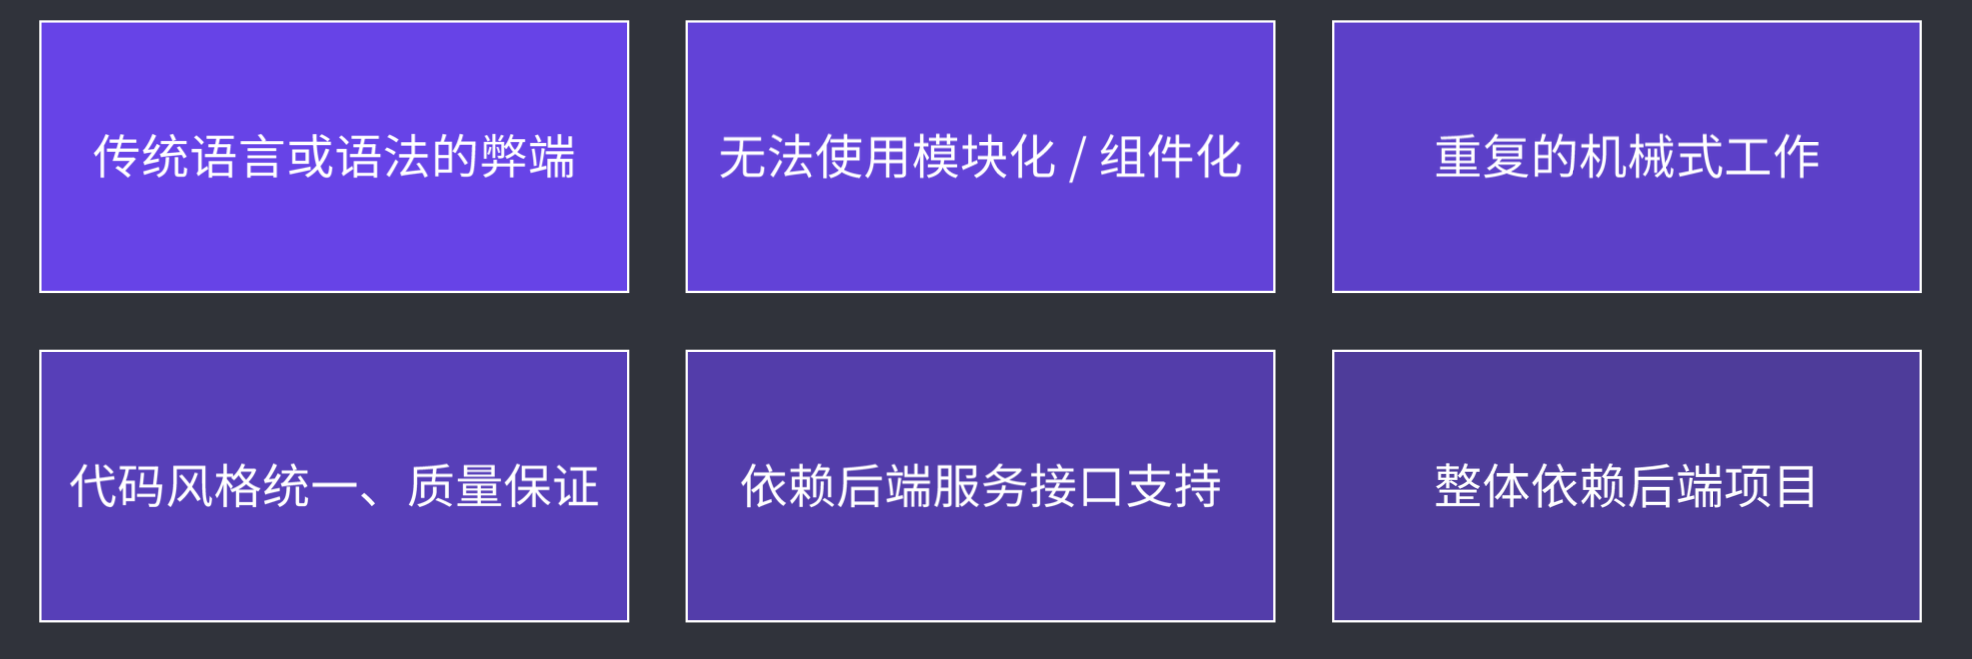 传统语言或语法的弊端
无法使用模块化 / 组件化
重复的机械式工作
代码风格统一、质量保证
依赖后端服务接口支持
整体依赖后端项目